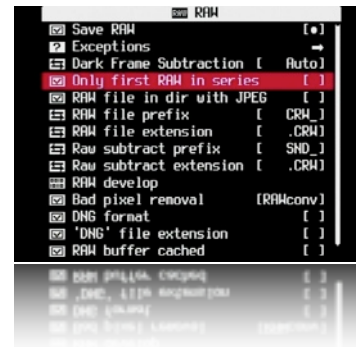 RAW RAW
Save RAW [•]
? Exceptions →
Dark Frame Subtraction [ Auto]
Only first RAW in series [ ]
RAW file in dir with JPEG [ ]
RAW file prefix [ CRW_]
RAW file extension [ .CRW]
Raw subtract prefix [ SND_]
Raw subtract extension [ .CRW]
RAW develop
Bad pixel removal [RAWconv]
DNG format [ ]
'DNG' file extension [ ]
RAW buffer cached [ ]